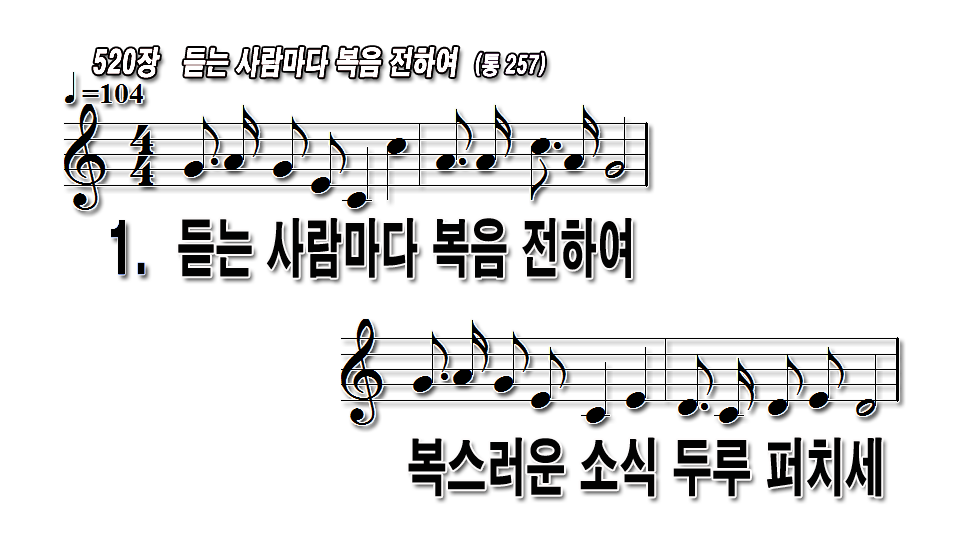 520장 듣는 사람마다 복음 전하여 (통 257)
♩=104
4
4
1. 듣는 사람마다 복음 전하여
복스러운 소식 두루 퍼치세